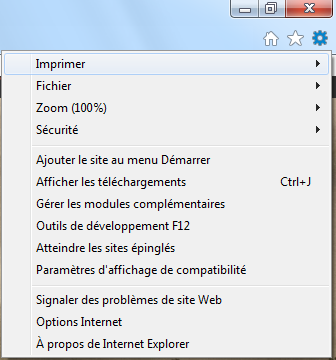 Imprimer
Fichier
Zoom (100%)
Sécurité
Ajouter le site au menu Démarrer
Afficher les téléchargements Ctrl+J
Gérer les modules complémentaires
Outils de développement F12
Atteindre les sites épinglés
Paramètres d'affichage de compatibilité
Signaler des problèmes de site Web
Options Internet
À propos de Internet Explorer